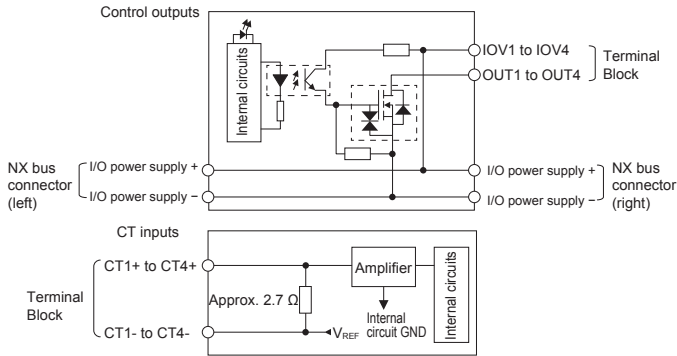 Control outputs
Internal circuits
IOV1 to IOV4
OUT1 to OUT4
Terminal
Block
NX bus
connector
(left)
I/O power supply +
I/O power supply −
I/O power supply +
I/O power supply −
NX bus
connector
(right)
CT inputs
Terminal
Block
CT1+ to CT4+
CT1- to CT4-
Approx. 2.7 Ω
Amplifier
Internal
circuit GND
VREF
Internal circuits